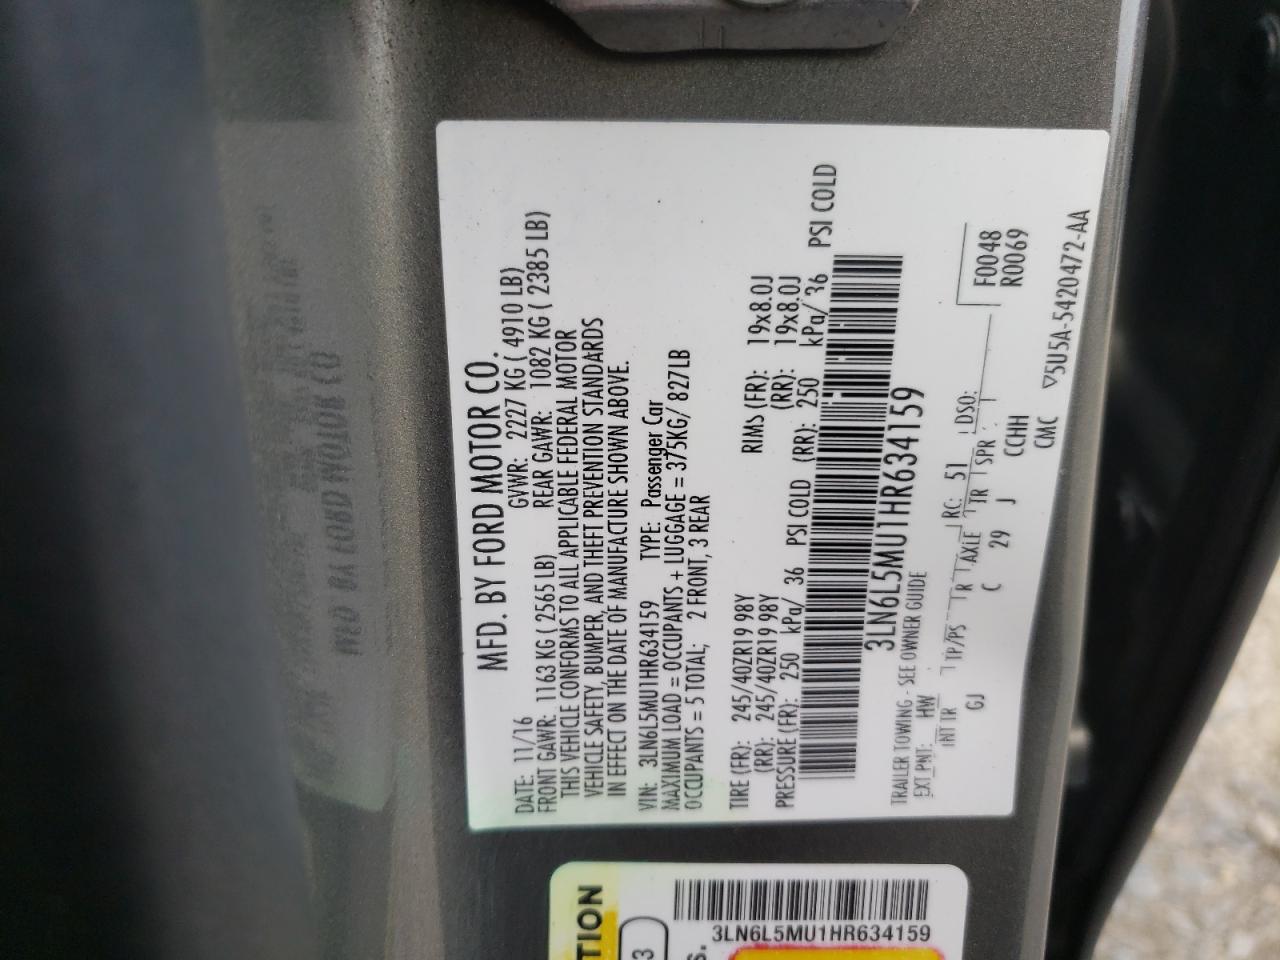 MFD. BY FORD MOTOR CO.
DATE: 11/16 GVWR: 2227 KG ( 4910 LB)
FRONT GAWR: 1163 KG ( 2565 LB) REAR GAWR: 1082 KG ( 2385 LB)
THIS VEHICLE CONFORMS TO ALL APPLICABLE FEDERAL MOTOR
VEHICLE SAFETY, BUMPER, AND THEFT PREVENTION STANDARDS
IN EFFECT ON THE DATE OF MANUFACTURE SHOWN ABOVE.
VIN: 3LN6L5MU1HR634159 TYPE: Passenger Car
MAXIMUM LOAD = OCCUPANTS + LUGGAGE = 375KG/ 827LB
OCCUPANTS = 5 TOTAL; 2 FRONT, 3 REAR
TIRE (FR): 245/40ZR19 98Y RIMS (FR): 19x8.0J
(RR): 245/40ZR19 98Y (RR): 19x8.0J
PRESSURE (FR): 250 kPa/ 36 PSI COLD (RR): 250 kPa/ 36 PSI COLD
3LN6L5MU1HR634159
TRAILER TOWING - SEE OWNER GUIDE
EXT PNT: HW RC: 51 DSO: F0048
INT TR TP/PS R AXLE TR SPR R0069
GJ C 29 J CCHH
CMC
▽5U5A-5420472-AA
TION
3
S.
3LN6L5MU1HR634159